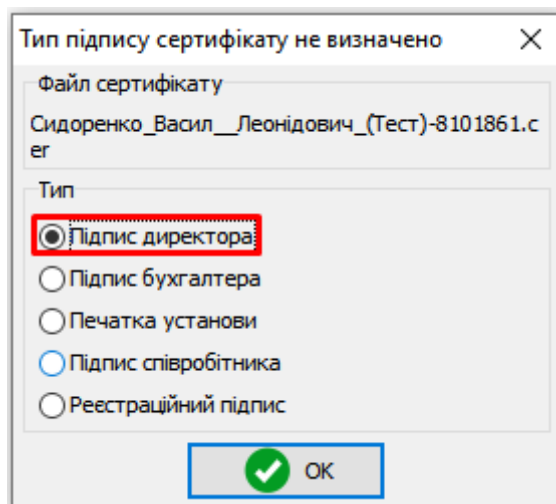 Тип підпису сертифікату не визначено
Файл сертифікату
Сидоренко_Васил__Леонідович_(Тест)-8101861.c
er
Тип
Підпис директора
Підпис бухгалтера
Печатка установи
Підпис співробітника
Реєстраційний підпис
ОК